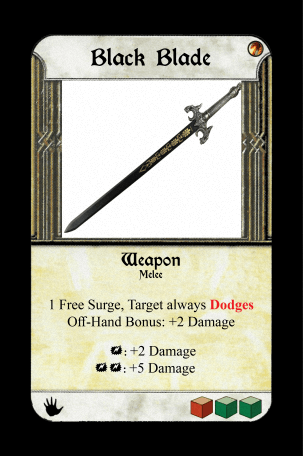 Black Blade
Weapon
Melee
1 Free Surge, Target always Dodges
Off-Hand Bonus: +2 Damage
: +2 Damage
: +5 Damage